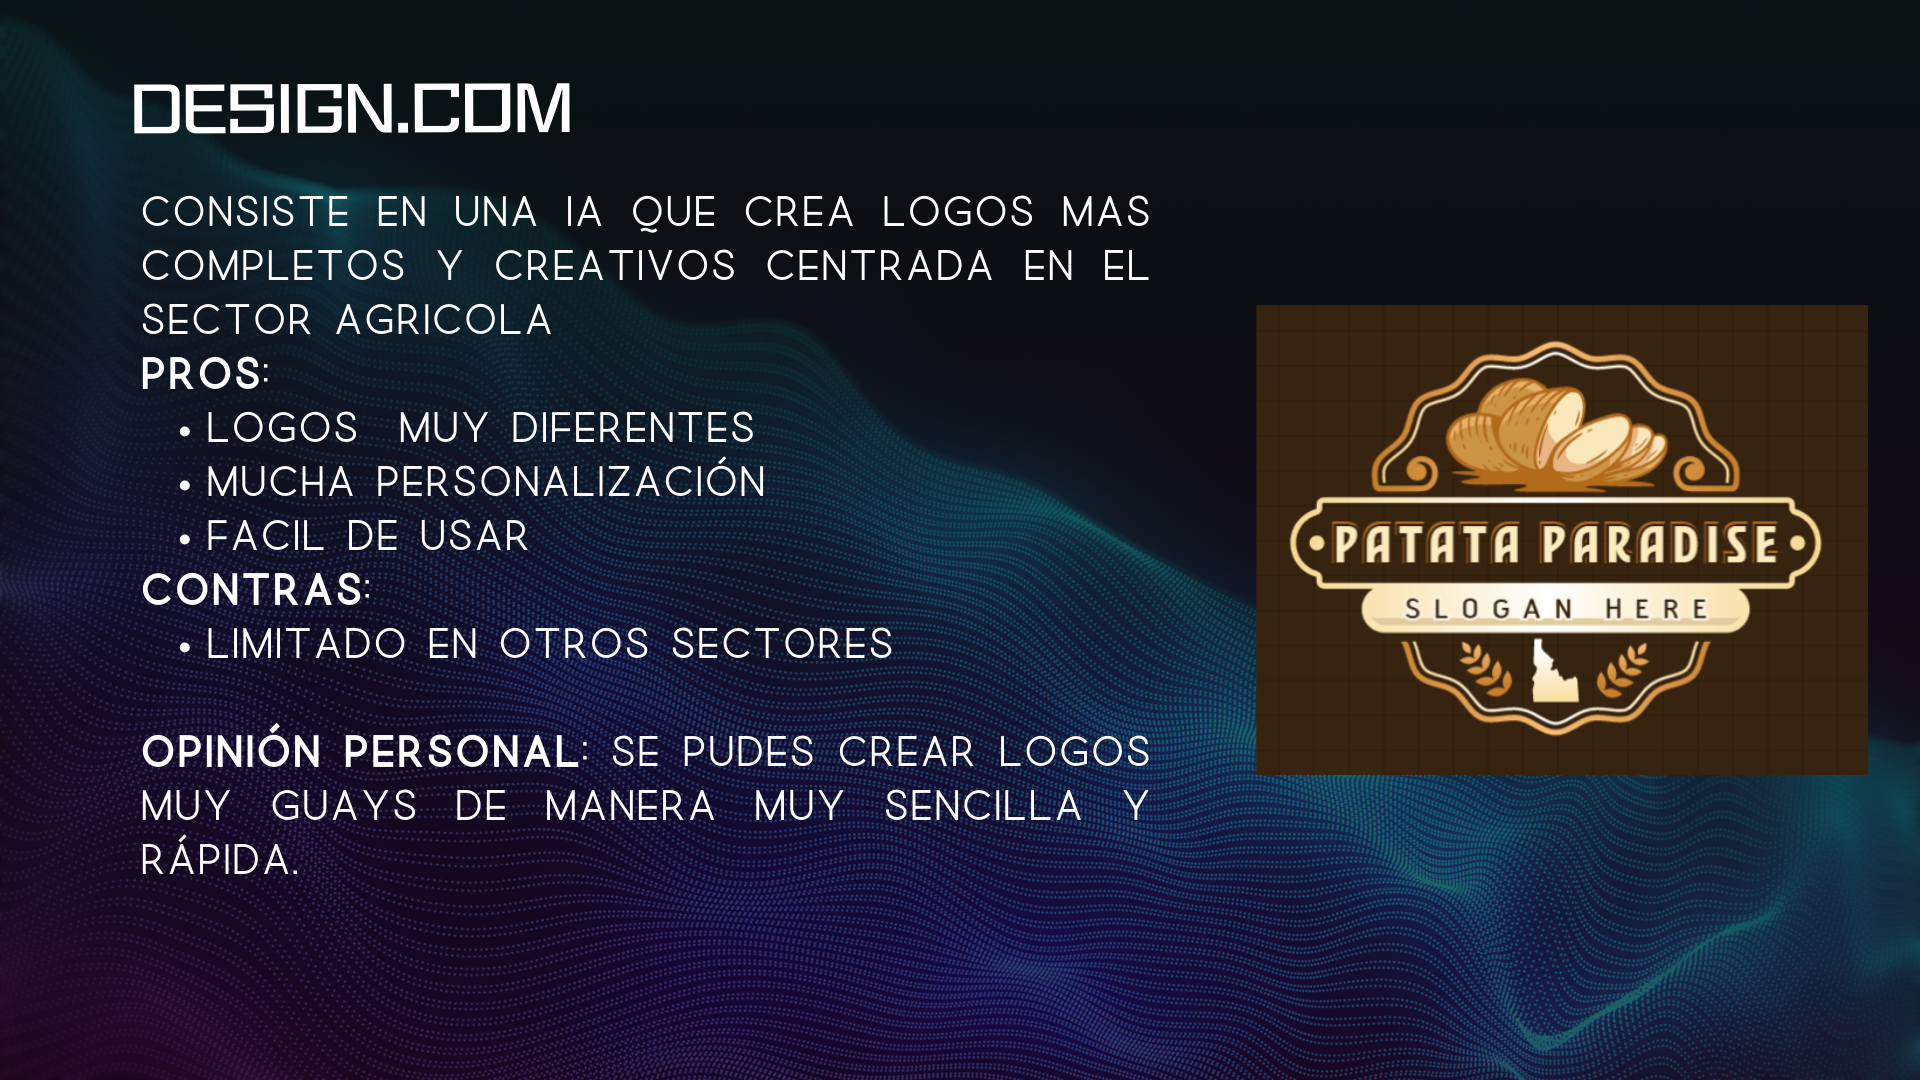 DESIGN.COM
CONSISTE EN UNA IA QUE CREA LOGOS MAS
COMPLETOS Y CREATIVOS CENTRADA EN EL
SECTOR AGRICOLA
PROS:
• LOGOS MUY DIFERENTES
• MUCHA PERSONALIZACIÓN
• FACIL DE USAR
CONTRAS:
• LIMITADO EN OTROS SECTORES
OPINIÓN PERSONAL: SE PUDES CREAR LOGOS
MUY GUAYS DE MANERA MUY SENCILLA Y
RÁPIDA.
PATATA PARADISE
SLOGAN HERE